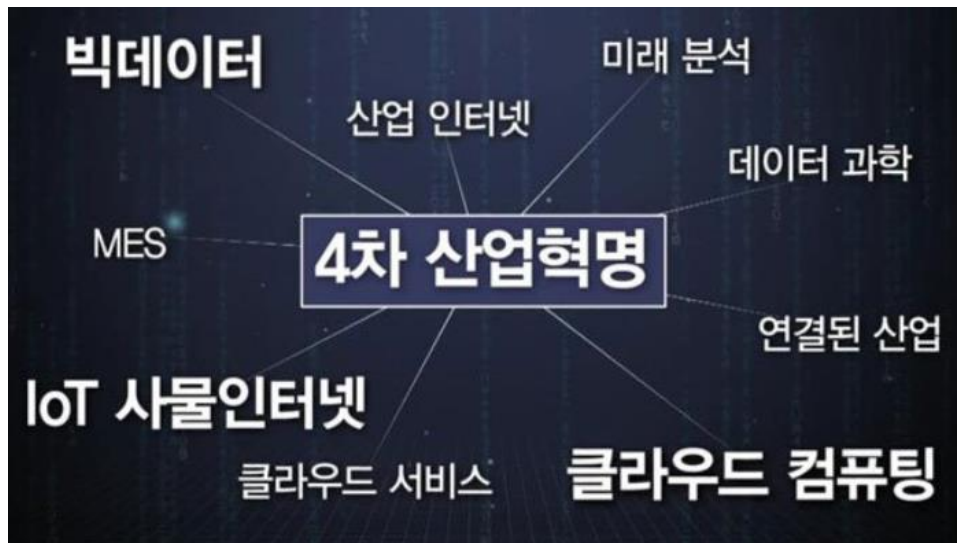 빅데이터
미래 분석
산업 인터넷
데이터 과학
MES
4차 산업혁명
연결된 산업
IoT 사물인터넷
클라우드 서비스
클라우드 컴퓨팅